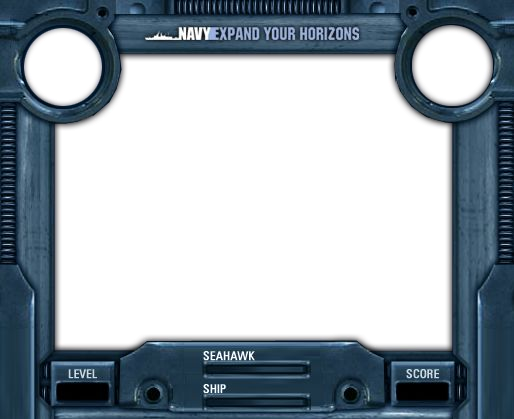 NAVY EXPAND YOUR HORIZONS
SEAHAWK
LEVEL
SCORE
SHIP